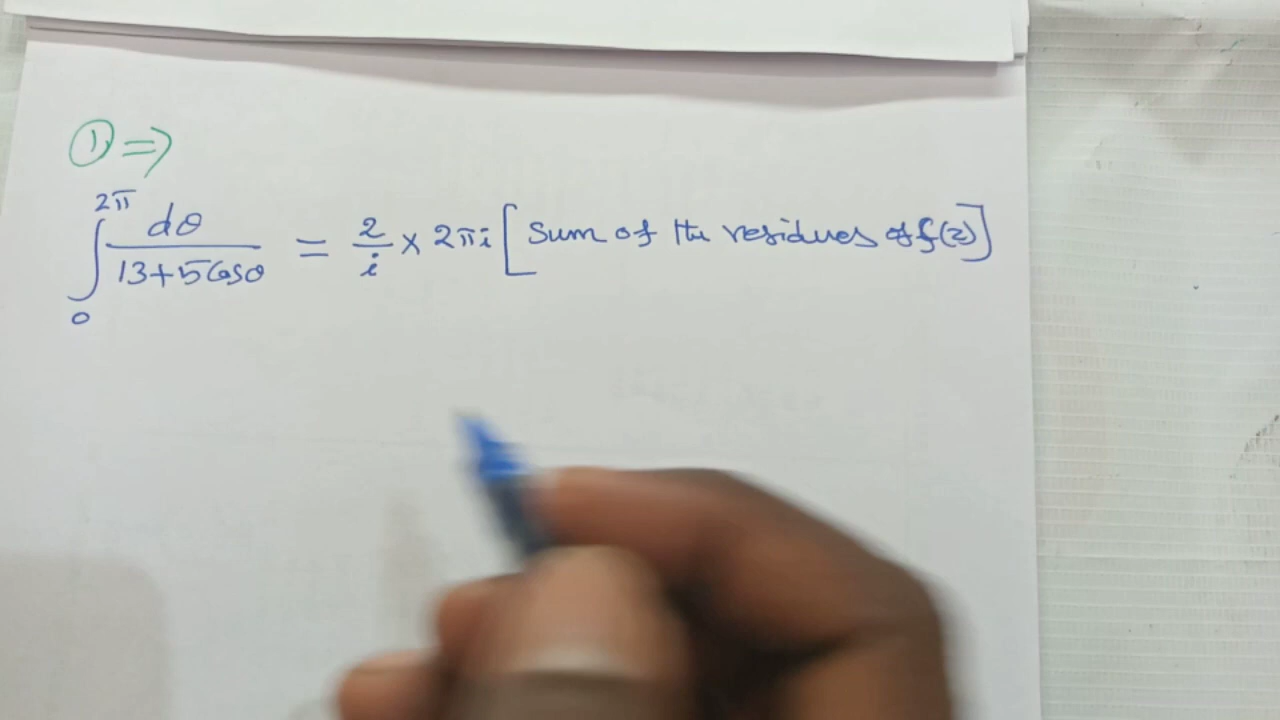 ① ⇒
∫₀^{2π} dθ / (13+5Cosθ) = 2/i × 2πi [Sum of the residues of f(z)]